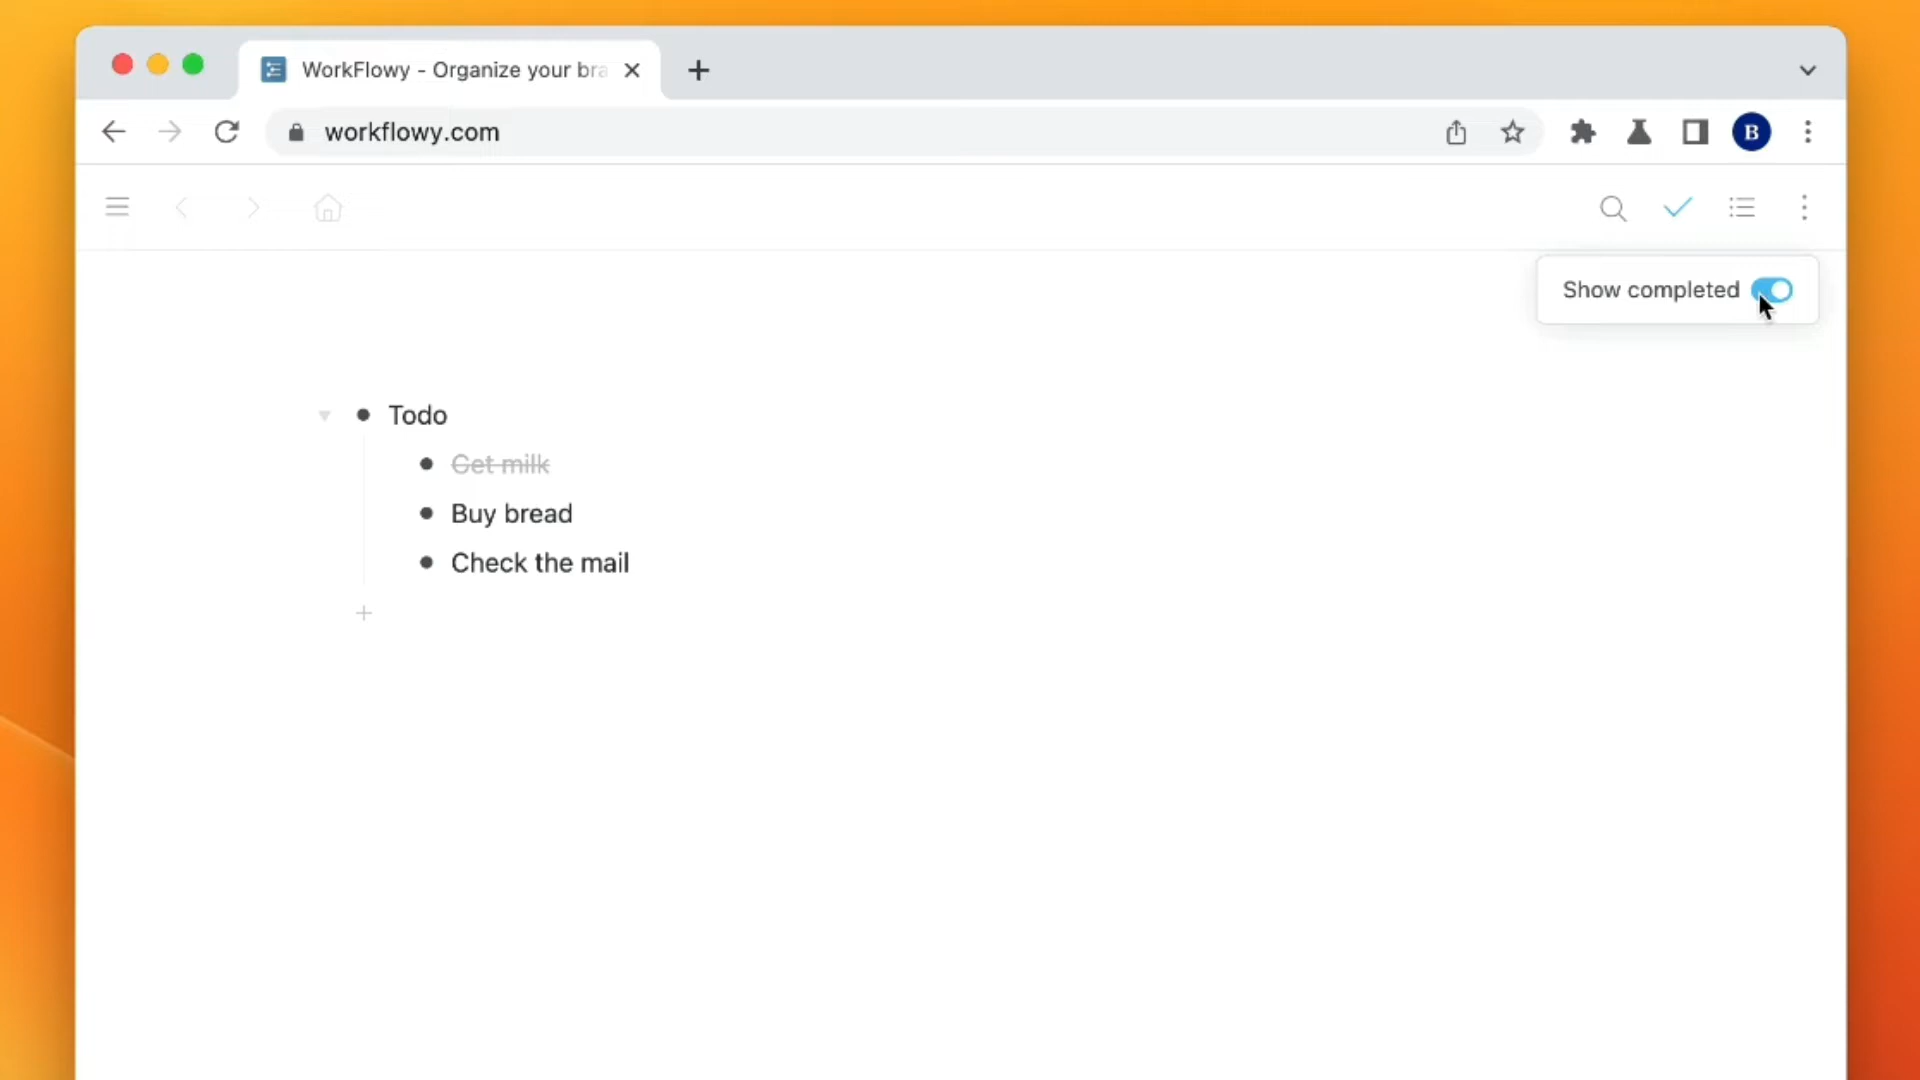 WorkFlowy - Organize your bra
workflowy.com
B
Show completed
Todo
Get milk
Buy bread
Check the mail